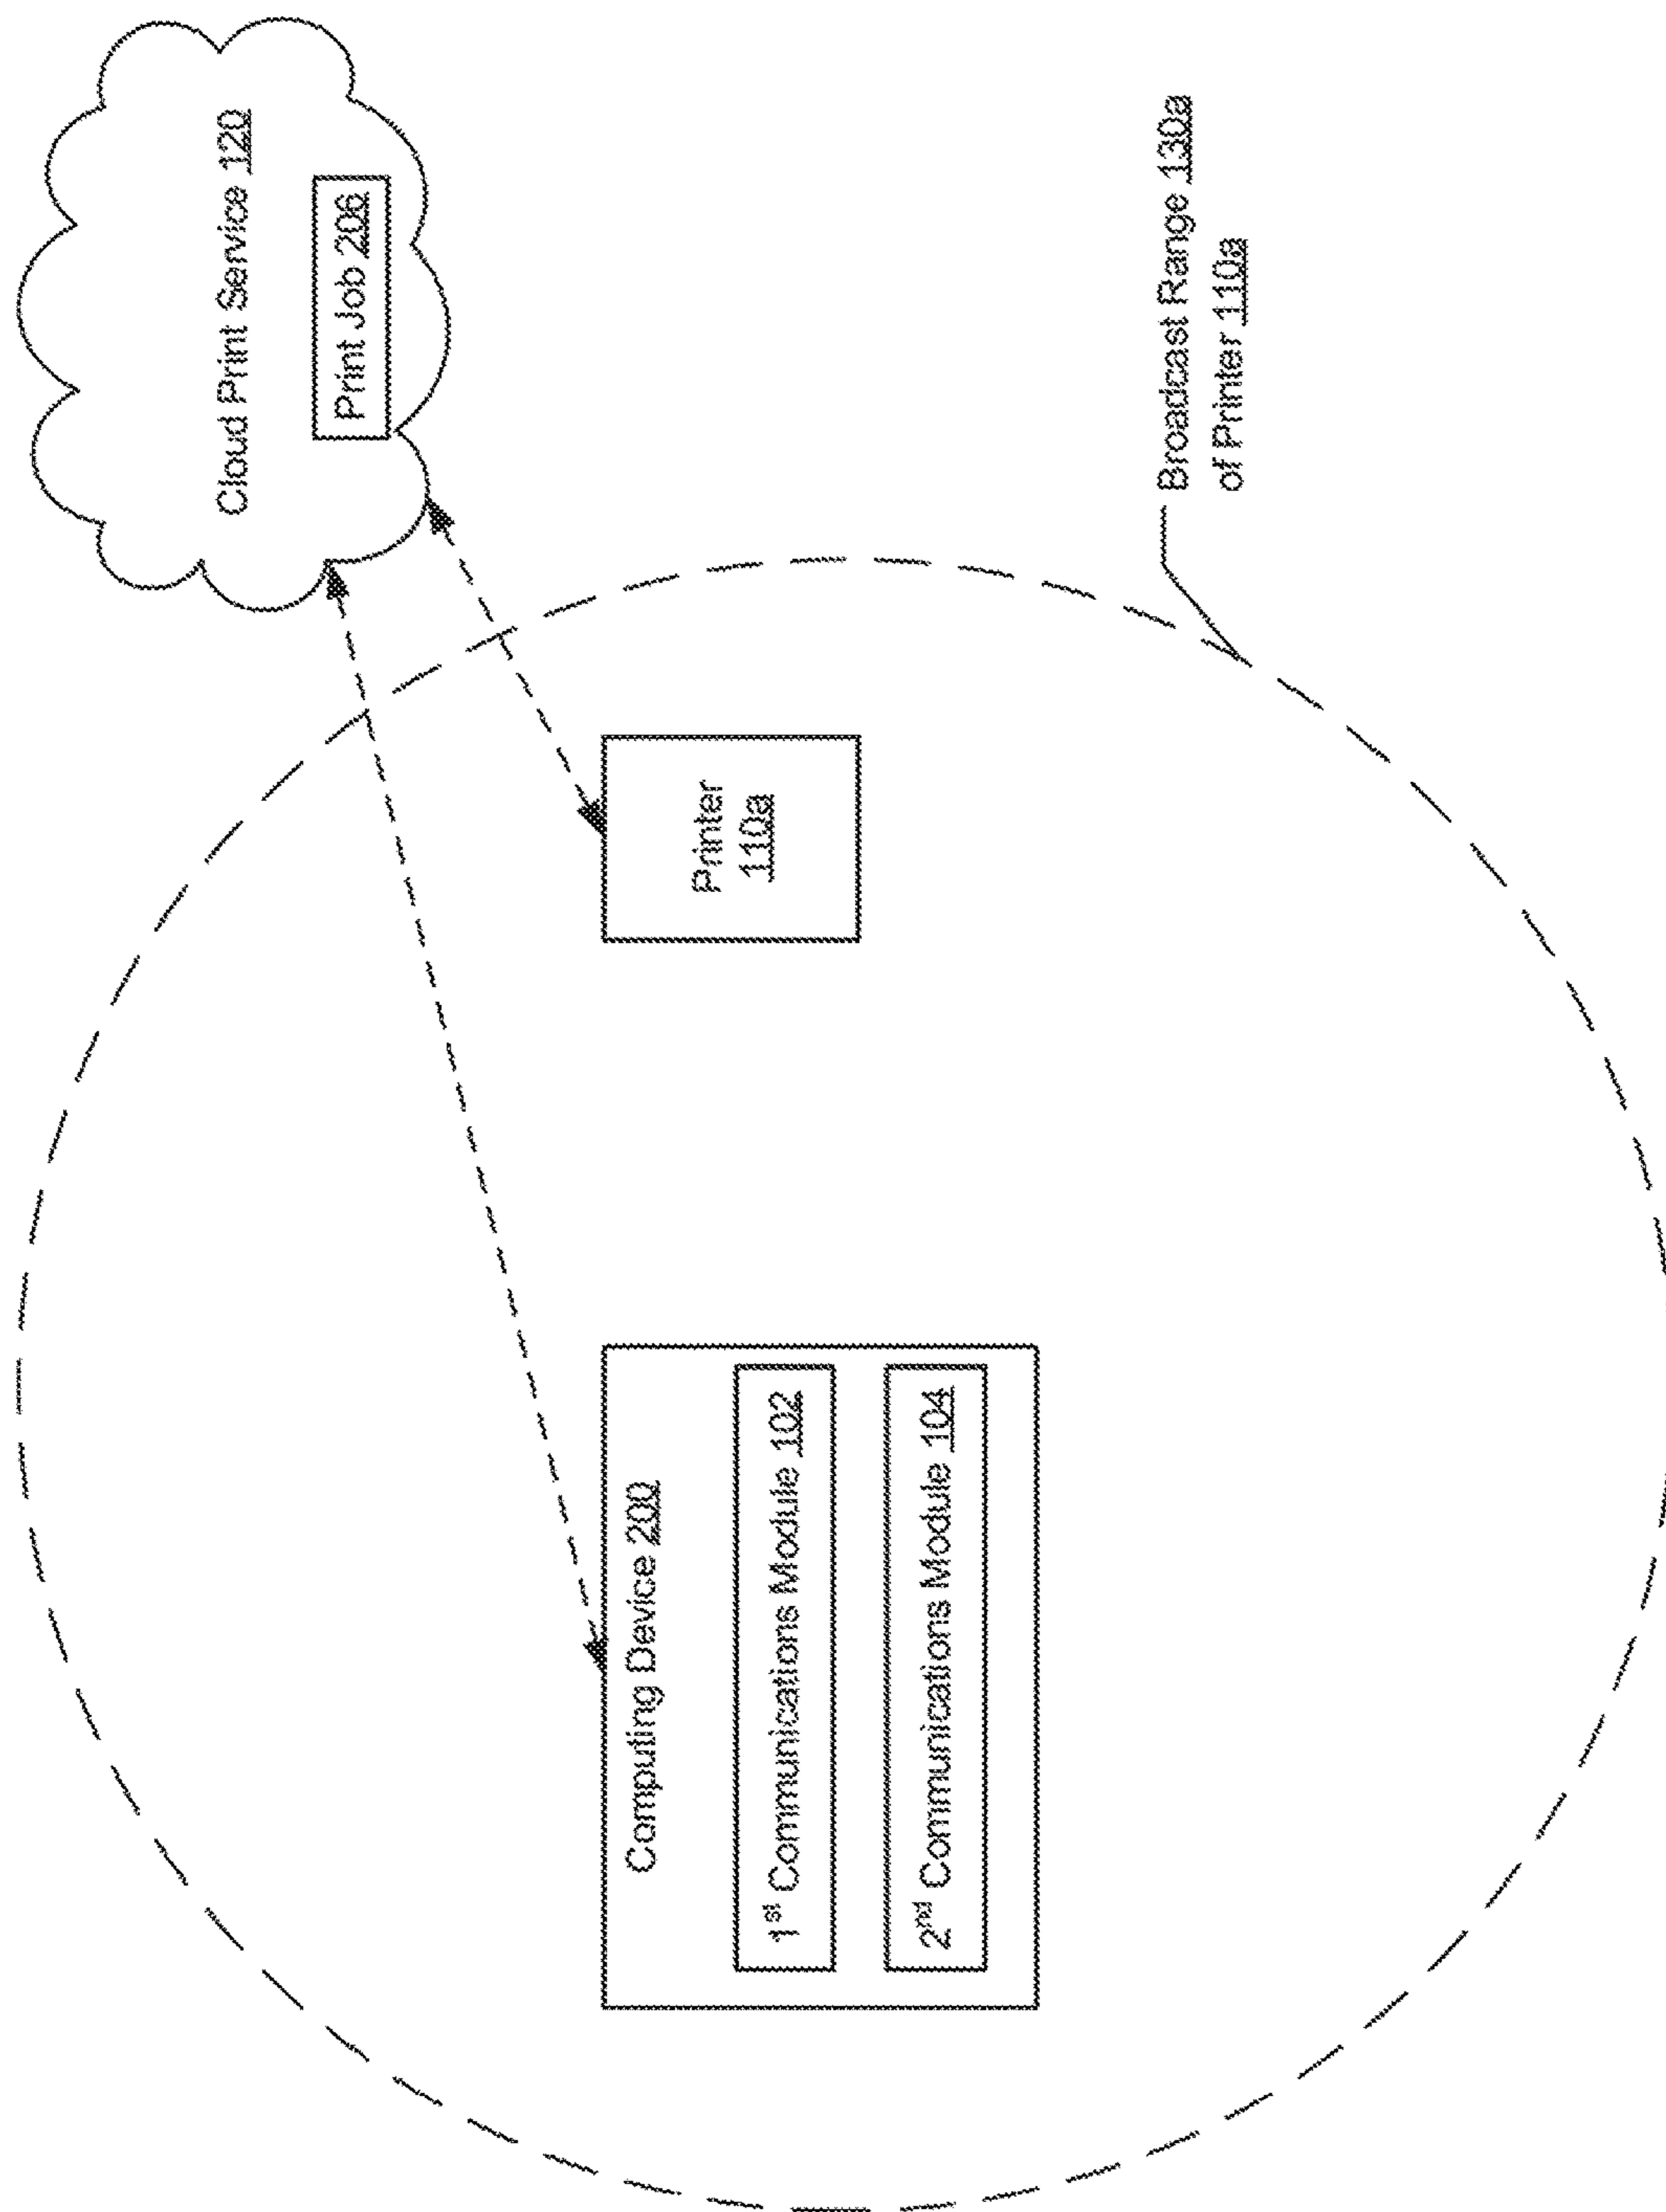 Cloud Print Service 120
Print Job 206
Computing Device 200
1st Communications Module 102
2nd Communications Module 104
Printer
110a
Broadcast Range 130a
of Printer 110a